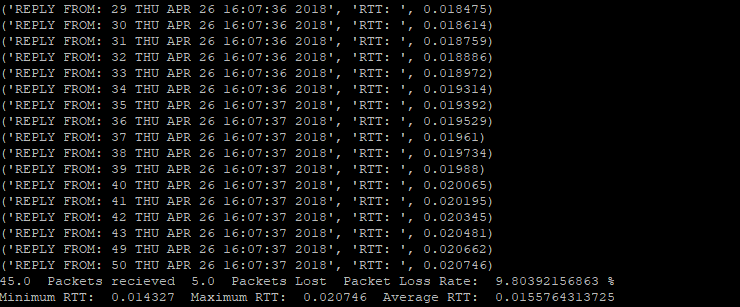 ('REPLY FROM: 29 THU APR 26 16:07:36 2018', 'RTT: ', 0.018475)
('REPLY FROM: 30 THU APR 26 16:07:36 2018', 'RTT: ', 0.018614)
('REPLY FROM: 31 THU APR 26 16:07:36 2018', 'RTT: ', 0.018759)
('REPLY FROM: 32 THU APR 26 16:07:36 2018', 'RTT: ', 0.018886)
('REPLY FROM: 33 THU APR 26 16:07:36 2018', 'RTT: ', 0.018972)
('REPLY FROM: 34 THU APR 26 16:07:36 2018', 'RTT: ', 0.019314)
('REPLY FROM: 35 THU APR 26 16:07:37 2018', 'RTT: ', 0.019392)
('REPLY FROM: 36 THU APR 26 16:07:37 2018', 'RTT: ', 0.019529)
('REPLY FROM: 37 THU APR 26 16:07:37 2018', 'RTT: ', 0.01961)
('REPLY FROM: 38 THU APR 26 16:07:37 2018', 'RTT: ', 0.019734)
('REPLY FROM: 39 THU APR 26 16:07:37 2018', 'RTT: ', 0.01988)
('REPLY FROM: 40 THU APR 26 16:07:37 2018', 'RTT: ', 0.020065)
('REPLY FROM: 41 THU APR 26 16:07:37 2018', 'RTT: ', 0.020195)
('REPLY FROM: 42 THU APR 26 16:07:37 2018', 'RTT: ', 0.020345)
('REPLY FROM: 43 THU APR 26 16:07:37 2018', 'RTT: ', 0.020481)
('REPLY FROM: 49 THU APR 26 16:07:37 2018', 'RTT: ', 0.020662)
('REPLY FROM: 50 THU APR 26 16:07:37 2018', 'RTT: ', 0.020746)
45.0  Packets recieved  5.0  Packets Lost  Packet Loss Rate:  9.80392156863 %
Minimum RTT:  0.014327  Maximum RTT:  0.020746  Average RTT:  0.0155764313725